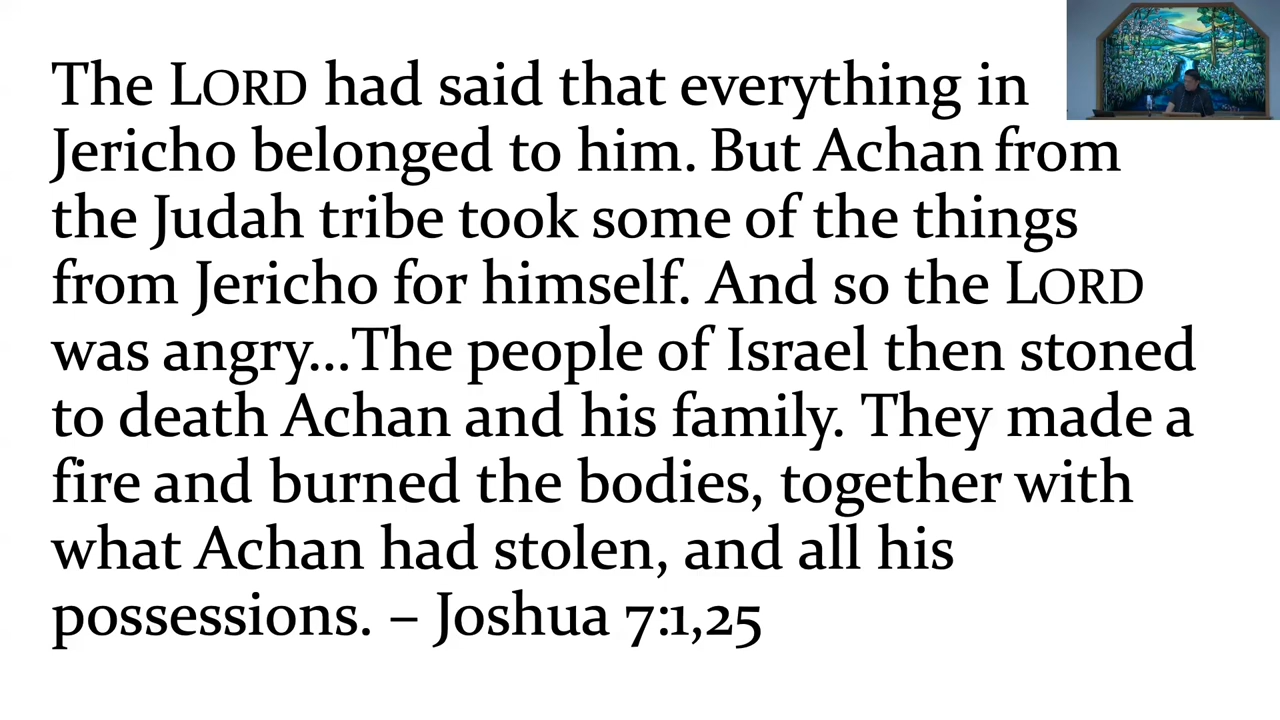 The LORD had said that everything in
Jericho belonged to him. But Achan from
the Judah tribe took some of the things
from Jericho for himself. And so the LORD
was angry...The people of Israel then stoned
to death Achan and his family. They made a
fire and burned the bodies, together with
what Achan had stolen, and all his
possessions. – Joshua 7:1,25